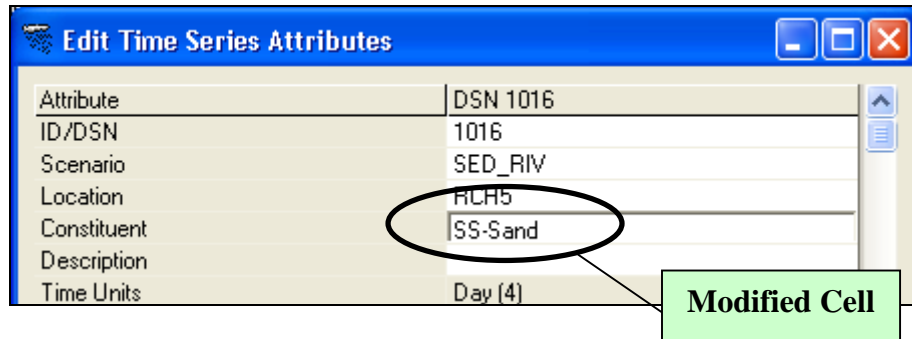 Edit Time Series Attributes
Attribute DSN 1016
ID/DSN 1016
Scenario SED_RIV
Location RCH5
Constituent SS-Sand
Description
Time Units Day (4)
Modified Cell